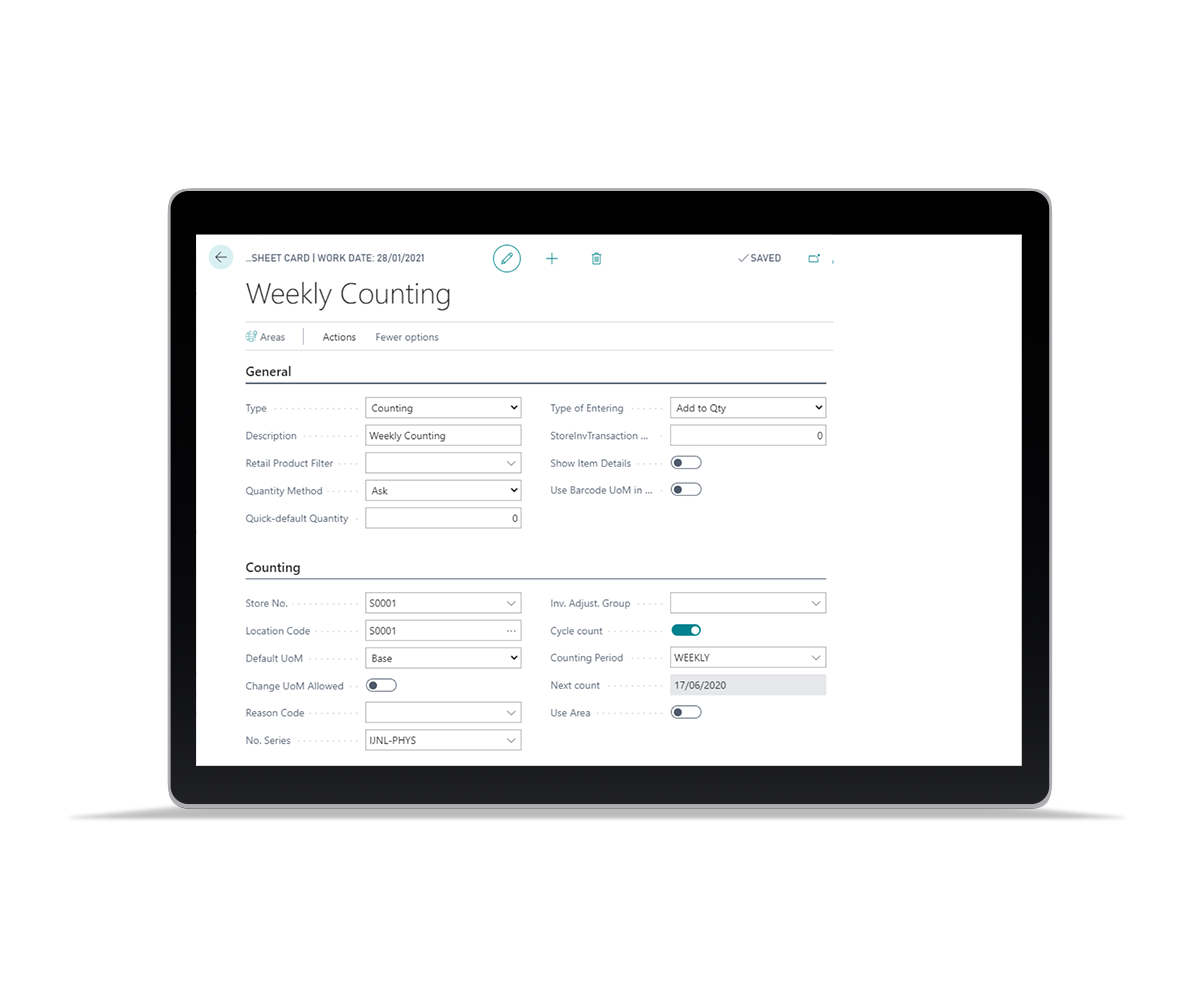 ..SHEET CARD | WORK DATE: 28/01/2021
SAVED
Weekly Counting
Areas Actions Fewer options
General
Type Counting Type of Entering Add to Qty
Description Weekly Counting StoreInvTransaction ... 0
Retail Product Filter Show Item Details
Quantity Method Ask Use Barcode UoM in ...
Quick-default Quantity 0
Counting
Store No. S0001 Inv. Adjust. Group
Location Code S0001 ... Cycle count
Default UoM Base Counting Period WEEKLY
Change UoM Allowed Next count 17/06/2020
Reason Code Use Area
No. Series IJNL-PHYS